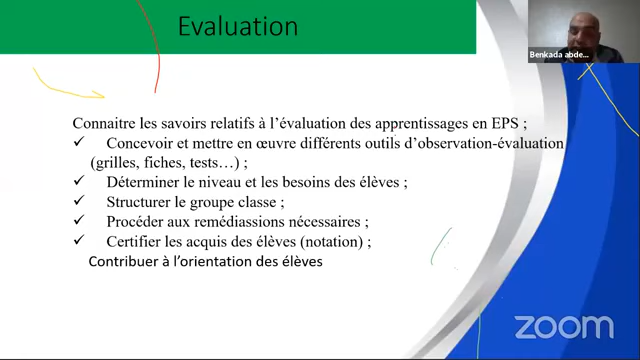 Evaluation
Benkada abde...
Connaitre les savoirs relatifs à l'évaluation des apprentissages en EPS ;
✓ Concevoir et mettre en œuvre différents outils d'observation-évaluation
(grilles, fiches, tests…) ;
✓ Déterminer le niveau et les besoins des élèves ;
✓ Structurer le groupe classe ;
✓ Procéder aux remédiassions nécessaires ;
✓ Certifier les acquis des élèves (notation) ;
Contribuer à l'orientation des élèves
zoom